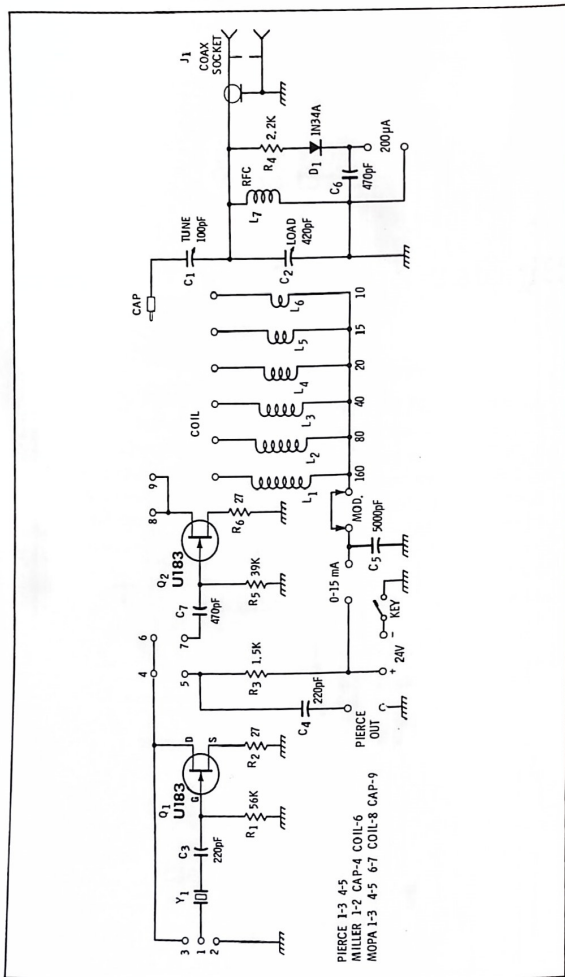 J1
COAX
SOCKET
R4
2.2K
D1
1N34A
RFC
L7
C6
470pF
200µA
CAP
TUNE
C1
100pF
LOAD
C2
420pF
COIL
L1
L2
L3
L4
L5
L6
160
80
40
20
15
10
MOD.
8
9
Q2
U183
R6
27
C7
470pF
R5
39K
7
C5
5000pF
0-15 mA
KEY
4
6
5
R3
1.5K
C4
220pF
24V
+
-
PIERCE
OUT
Q1
U183
D
S
G
R2
27
R1
56K
C3
220pF
Y1
3
1
2
PIERCE 1-3 4-5
MILLER 1-2 CAP-4 COIL-6
MOPA 1-3 4-5 6-7 COIL-8 CAP-9